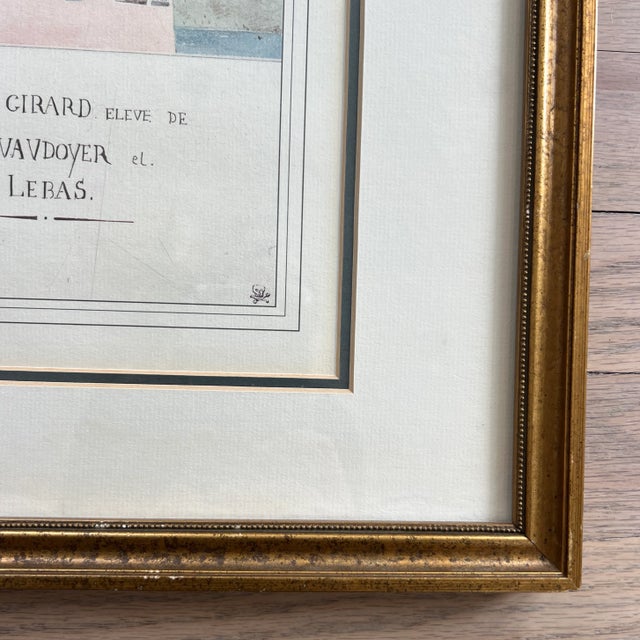 GIRARD ELEVE DE
VAVDOYER et.
LEBAS.